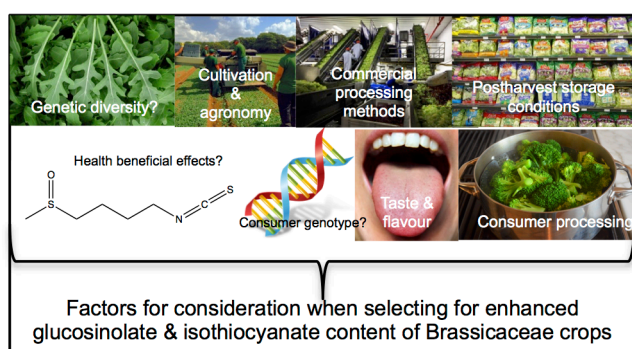 Genetic diversity?
Cultivation
&
agronomy
Commercial
processing
methods
Postharvest storage
conditions
Health beneficial effects?
O
S
N
C
S
Consumer genotype?
Taste &
flavour
Consumer processing
Factors for consideration when selecting for enhanced
glucosinolate & isothiocyanate content of Brassicaceae crops